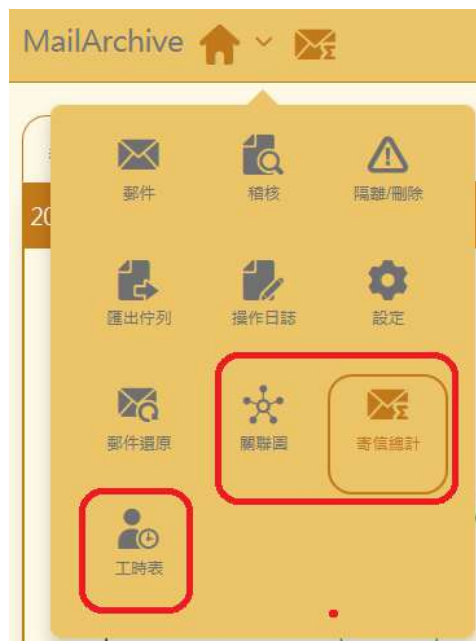 MailArchive
20
郵件 稽核 隔離/刪除
匯出佇列 操作日誌 設定
郵件還原 關聯圖 寄信總計
工時表